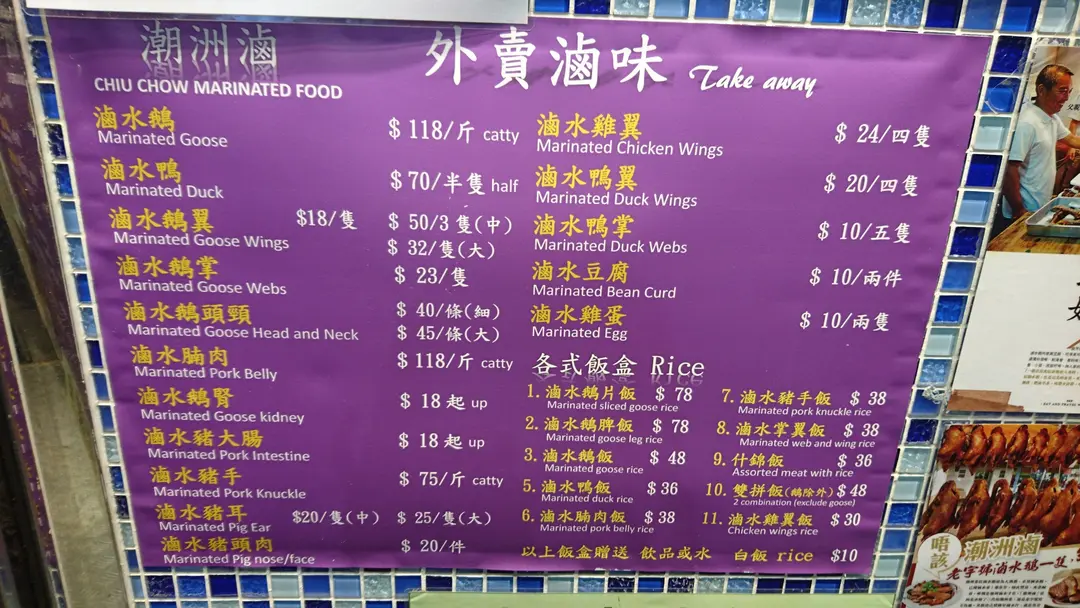 潮洲滷
CHIU CHOW MARINATED FOOD
外賣滷味 Take away
滷水鵝 $118/斤 catty
Marinated Goose
滷水鴨 $70/半隻 half
Marinated Duck
滷水鵝翼 $18/隻 $50/3隻(中)
Marinated Goose Wings $32/隻(大)
滷水鵝掌 $23/隻
Marinated Goose Webs
滷水鵝頭頸 $40/條(細)
Marinated Goose Head and Neck $45/條(大)
滷水腩肉 $118/斤 catty
Marinated Pork Belly
滷水鵝腎 $18起 up
Marinated Goose kidney
滷水豬大腸 $18起 up
Marinated Pork Intestine
滷水豬手 $75/斤 catty
Marinated Pork Knuckle
滷水豬耳 $20/隻(中) $25/隻(大)
Marinated Pig Ear
滷水豬頭肉 $20/件
Marinated Pig nose/face
滷水雞翼 $24/四隻
Marinated Chicken Wings
滷水鴨翼 $20/四隻
Marinated Duck Wings
滷水鴨掌 $10/五隻
Marinated Duck Webs
滷水豆腐 $10/兩件
Marinated Bean Curd
滷水雞蛋 $10/兩隻
Marinated Egg
各式飯盒 Rice
1. 滷水鵝片飯 $78
Marinated sliced goose rice
2. 滷水鵝髀飯 $78
Marinated goose leg rice
3. 滷水鵝飯 $48
Marinated goose rice
5. 滷水鴨飯 $36
Marinated duck rice
6. 滷水腩肉飯 $38
Marinated pork belly rice
7. 滷水豬手飯 $38
Marinated pork knuckle rice
8. 滷水掌翼飯 $38
Marinated web and wing rice
9. 什錦飯 $36
Assorted meat with rice
10. 雙拼飯(鵝除外) $48
2 combination (exclude goose)
11. 滷水雞翼飯 $30
Chicken wings rice
以上飯盒贈送 飲品或水 白飯 rice $10
唔該
潮洲滷